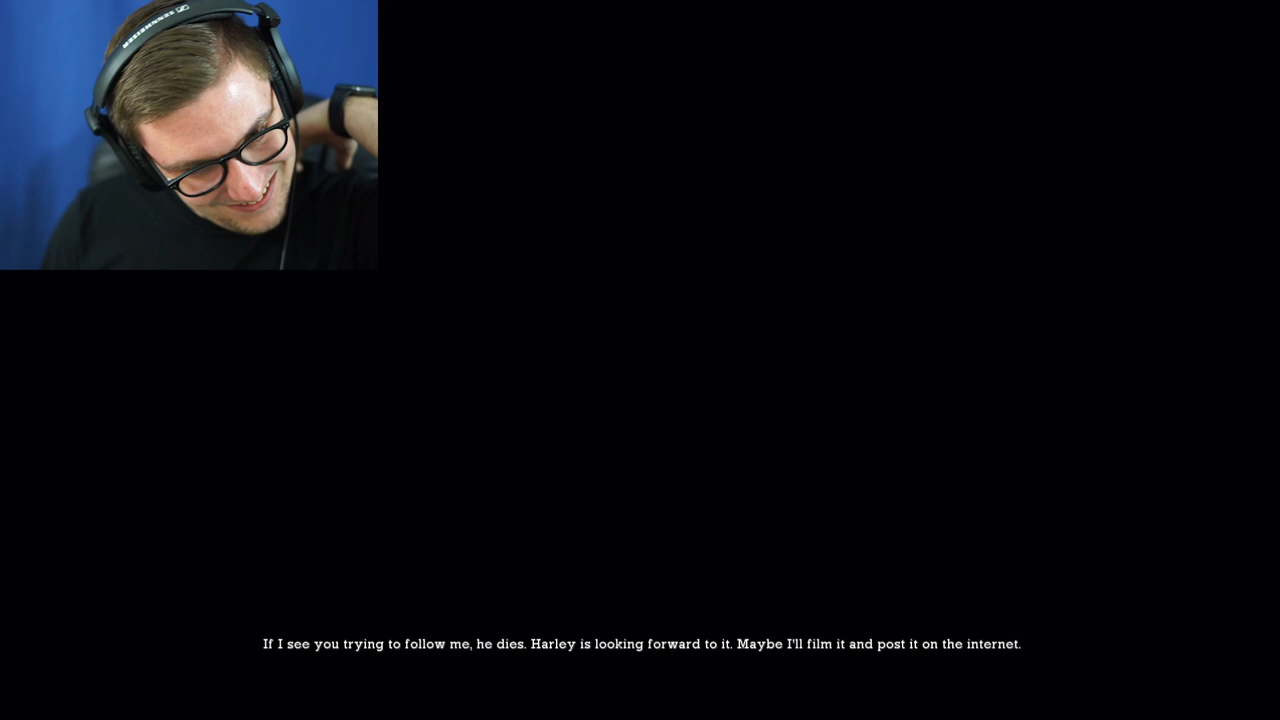 SENNHEISER
If I see you trying to follow me, he dies. Harley is looking forward to it. Maybe I'll film it and post it on the internet.